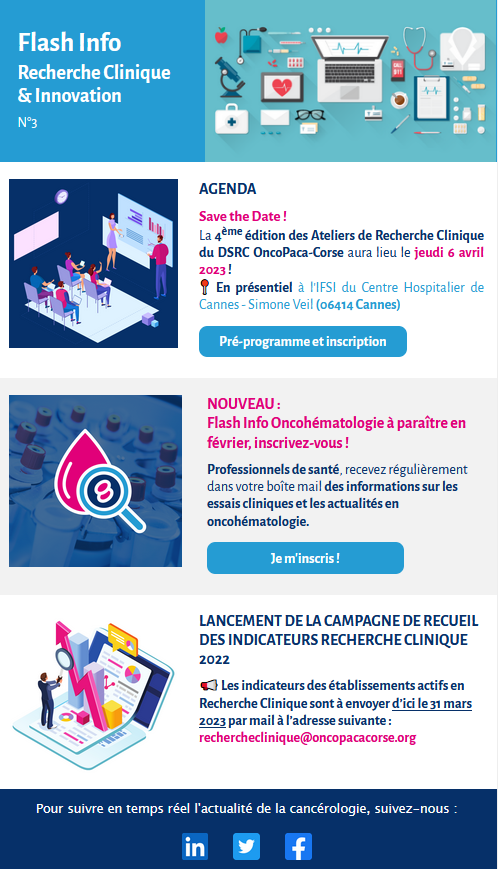 Flash Info
Recherche Clinique
& Innovation
N°3
AGENDA
Save the Date !
La 4ème édition des Ateliers de Recherche Clinique
du DSRC OncoPaca-Corse aura lieu le jeudi 6 avril
2023 !
En présentiel à l'IFSI du Centre Hospitalier de
Cannes - Simone Veil (06414 Cannes)
Pré-programme et inscription
NOUVEAU :
Flash Info Oncohématologie à paraître en
février, inscrivez-vous !
Professionnels de santé, recevez régulièrement
dans votre boîte mail des informations sur les
essais cliniques et les actualités en
oncohématologie.
Je m'inscris !
LANCEMENT DE LA CAMPAGNE DE RECUEIL
DES INDICATEURS RECHERCHE CLINIQUE
2022
Les indicateurs des établissements actifs en
Recherche Clinique sont à envoyer d'ici le 31 mars
2023 par mail à l'adresse suivante :
rechercheclinique@oncopacacorse.org
Pour suivre en temps réel l'actualité de la cancérologie, suivez-nous :
in
f